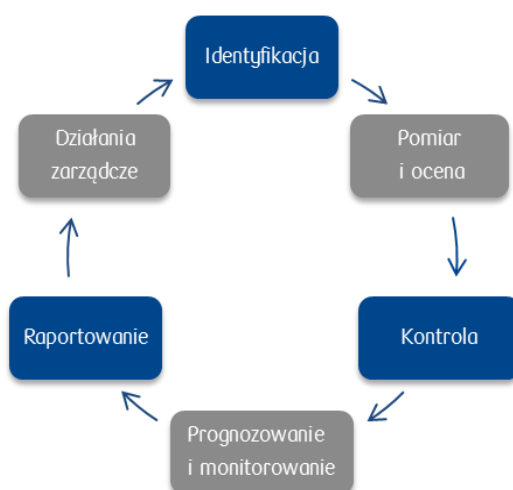 Identyfikacja
Pomiar
i ocena
Kontrola
Prognozowanie
i monitorowanie
Raportowanie
Działania
zarządcze